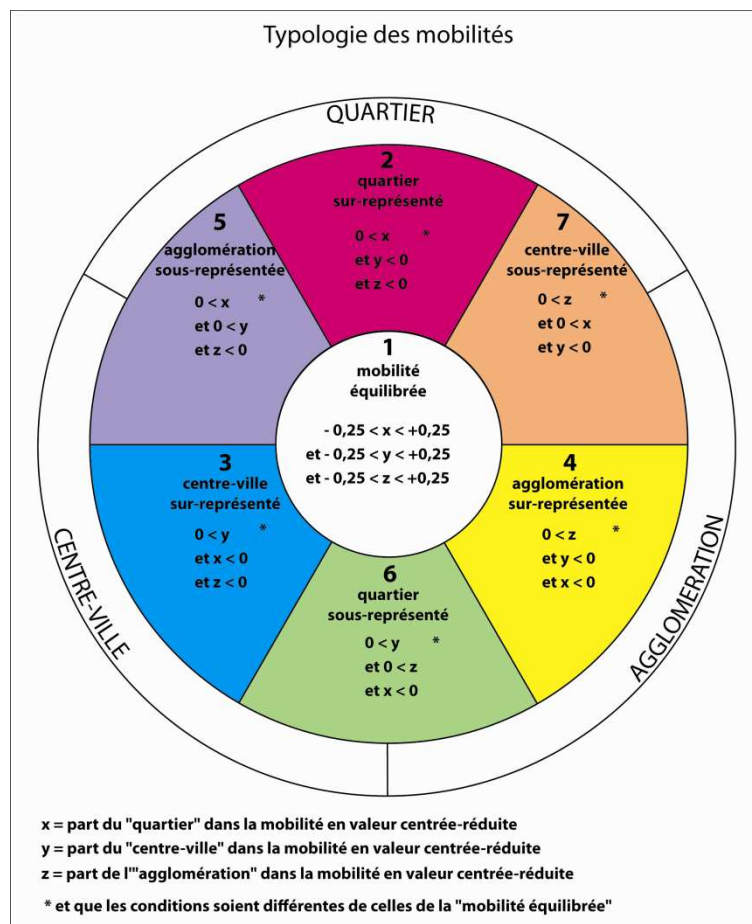 Typologie des mobilités
QUARTIER
2
quartier
sur-représenté
0 < x *
et y < 0
et z < 0
5
agglomération
sous-représentée
0 < x *
et 0 < y
et z < 0
7
centre-ville
sous-représenté
0 < z *
et 0 < x
et y < 0
1
mobilité
équilibrée
- 0,25 < x < +0,25
et - 0,25 < y < +0,25
et - 0,25 < z < +0,25
3
centre-ville
sur-représenté
0 < y *
et x < 0
et z < 0
4
agglomération
sur-représentée
0 < z *
et y < 0
et x < 0
6
quartier
sous-représenté
0 < y *
et 0 < z
et x < 0
CENTRE-VILLE
AGGLOMERATION
x = part du "quartier" dans la mobilité en valeur centrée-réduite
y = part du "centre-ville" dans la mobilité en valeur centrée-réduite
z = part de l'"agglomération" dans la mobilité en valeur centrée-réduite
* et que les conditions soient différentes de celles de la "mobilité équilibrée"